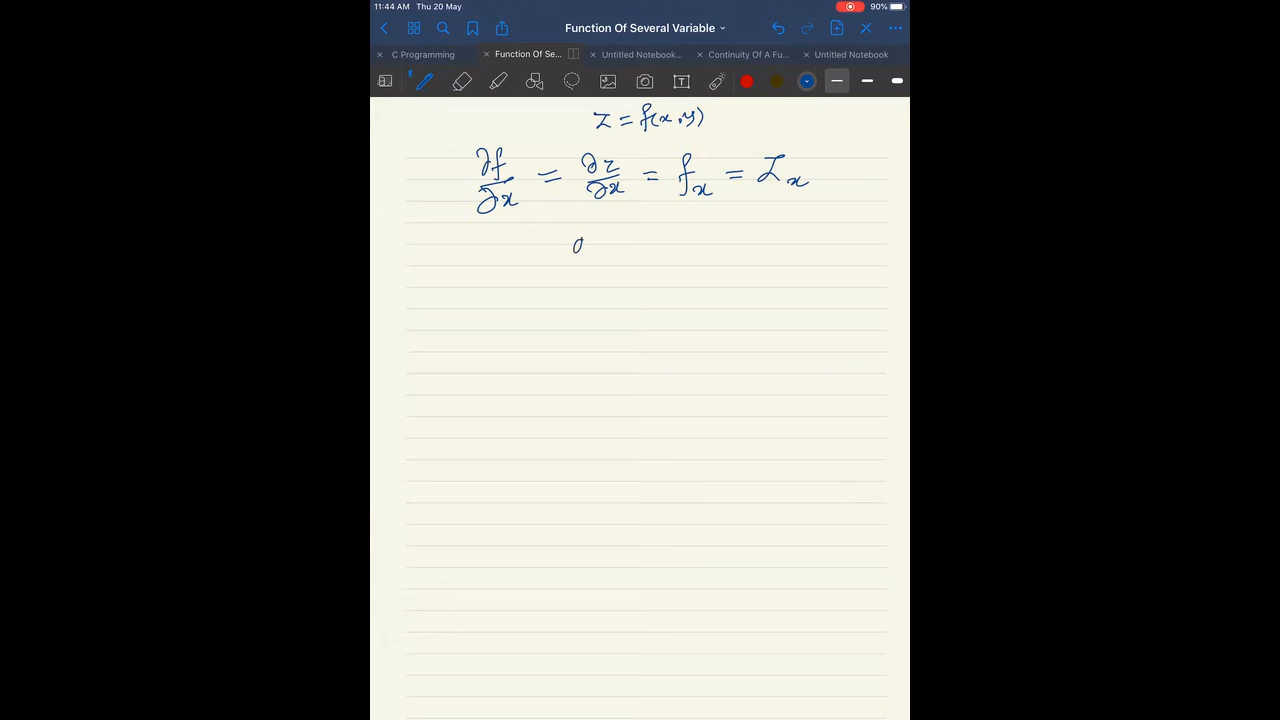 11:44 AM Thu 20 May 90%
Function Of Several Variable
C Programming Function Of Se... Untitled Notebook... Continuity Of A Fu... Untitled Notebook
z = f(x,y)
∂f/∂x = ∂z/∂x = f_x = Z_x